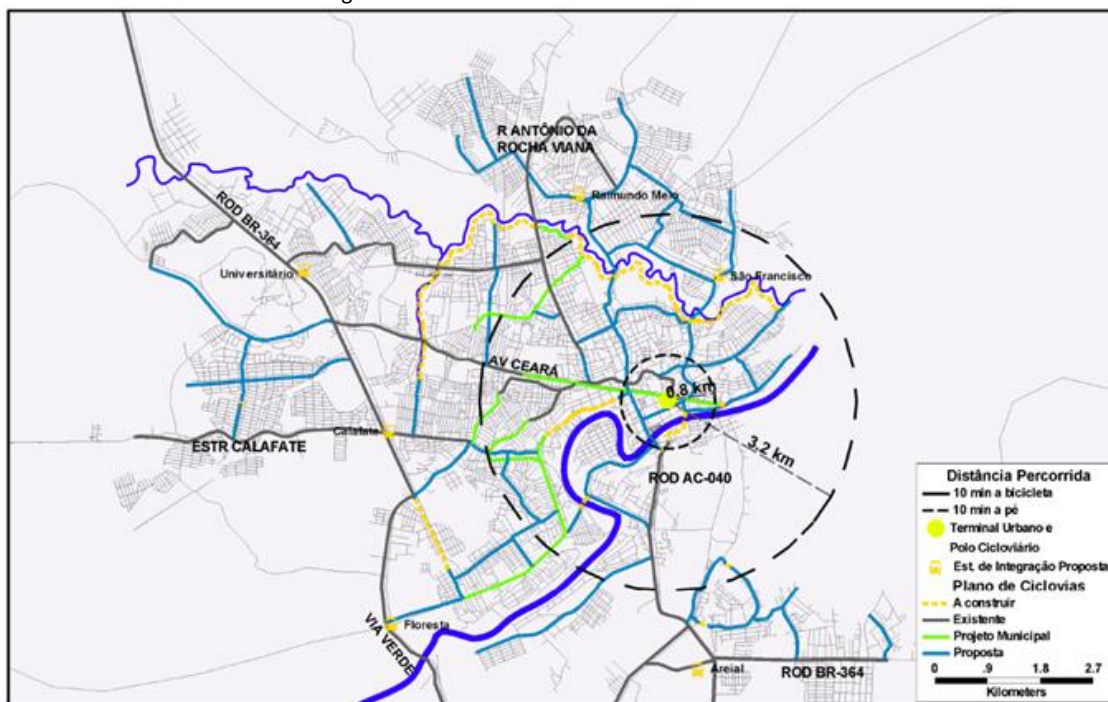 R ANTÔNIO DA
ROCHA VIANA
Raimundo Melo
ROD BR-364
Universitário
São Francisco
AV CEARÁ
0,8 km
3,2 km
Calafate
ESTR CALAFATE
ROD AC-040
Floresta
VIA VERDE
Areial
ROD BR-364
Distância Percorrida
10 min a bicicleta
10 min a pé
Terminal Urbano e
Polo Cicloviário
Est. de Integração Proposta
Plano de Ciclovias
A construir
Existente
Projeto Municipal
Proposta
0 .9 1.8 2.7
Kilometers